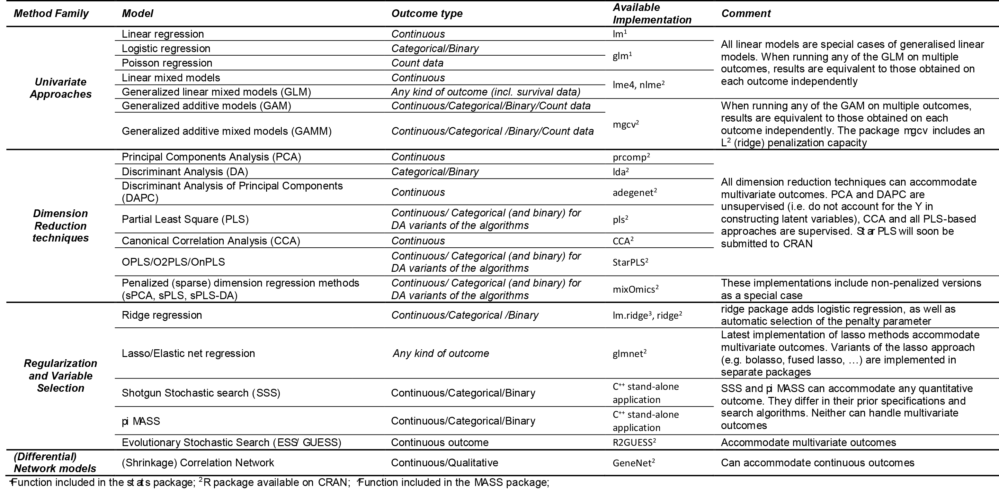 Method Family
Model
Outcome type
Available
Implementation
Comment
Univariate
Approaches
Linear regression
Continuous
lm¹
Logistic regression
Categorical/Binary
glm¹
Poisson regression
Count data
Linear mixed models
Continuous
lme4, nlme²
Generalized linear mixed models (GLM)
Any kind of outcome (incl. survival data)
All linear models are special cases of generalised linear
models. When running any of the GLM on multiple
outcomes, results are equivalent to those obtained on
each outcome independently
Generalized additive models (GAM)
Continuous/Categorical/Binary/Count data
mgcv²
Generalized additive mixed models (GAMM)
Continuous/Categorical /Binary/Count data
When running any of the GAM on multiple outcomes,
results are equivalent to those obtained on each
outcome independently. The package mgcv includes an
L² (ridge) penalization capacity
Dimension
Reduction
techniques
Principal Components Analysis (PCA)
Continuous
prcomp²
Discriminant Analysis (DA)
Categorical/Binary
lda²
Discriminant Analysis of Principal Components
(DAPC)
Continuous
adegenet²
Partial Least Square (PLS)
Continuous/ Categorical (and binary) for
DA variants of the algorithms
pls²
Canonical Correlation Analysis (CCA)
Continuous
CCA²
OPLS/O2PLS/OnPLS
Continuous/ Categorical (and binary) for
DA variants of the algorithms
StarPLS²
All dimension reduction techniques can accommodate
multivariate outcomes. PCA and DAPC are
unsupervised (i.e. do not account for the Y in
constructing latent variables), CCA and all PLS-based
approaches are supervised. StarPLS will soon be
submitted to CRAN
Penalized (sparse) dimension regression methods
(sPCA, sPLS, sPLS-DA)
Continuous/ Categorical (and binary) for
DA variants of the algorithms
mixOmics²
These implementations include non-penalized versions
as a special case
Regularization
and Variable
Selection
Ridge regression
Continuous/Categorical /Binary
lm.ridge³, ridge²
ridge package adds logistic regression, as well as
automatic selection of the penalty parameter
Lasso/Elastic net regression
Any kind of outcome
glmnet²
Latest implementation of lasso methods accommodate
multivariate outcomes. Variants of the lasso approach
(e.g. bolasso, fused lasso, …) are implemented in
separate packages
Shotgun Stochastic search (SSS)
Continuous/Categorical/Binary
C⁺⁺ stand-alone
application
piMASS
Continuous/Categorical/Binary
C⁺⁺ stand-alone
application
SSS and piMASS can accommodate any quantitative
outcome. They differ in their prior specifications and
search algorithms. Neither can handle multivariate
outcomes
Evolutionary Stochastic Search (ESS/ GUESS)
Continuous outcome
R2GUESS²
Accommodate multivariate outcomes
(Differential)
Network models
(Shrinkage) Correlation Network
Continuous/Qualitative
GeneNet²
Can accommodate continuous outcomes
Function included in the stats package; ²R package available on CRAN; Function included in the MASS package;